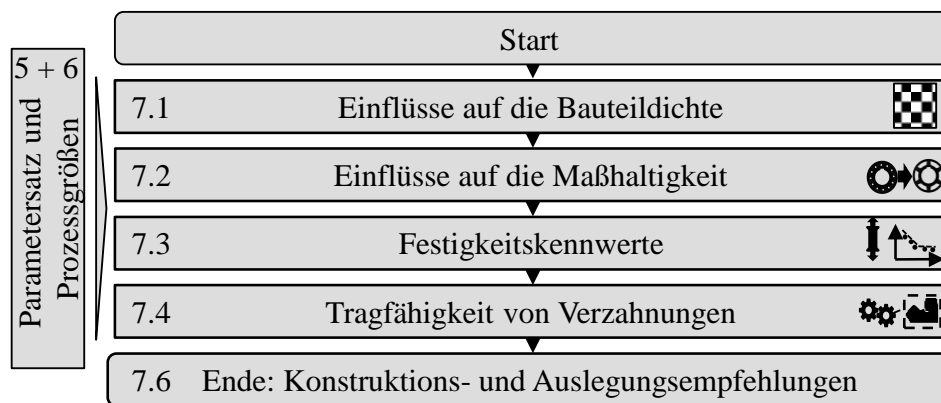 Start
5 + 6
Parametersatz und
Prozessgrößen
7.1 Einflüsse auf die Bauteildichte
7.2 Einflüsse auf die Maßhaltigkeit
7.3 Festigkeitskennwerte
7.4 Tragfähigkeit von Verzahnungen
7.6 Ende: Konstruktions- und Auslegungsempfehlungen